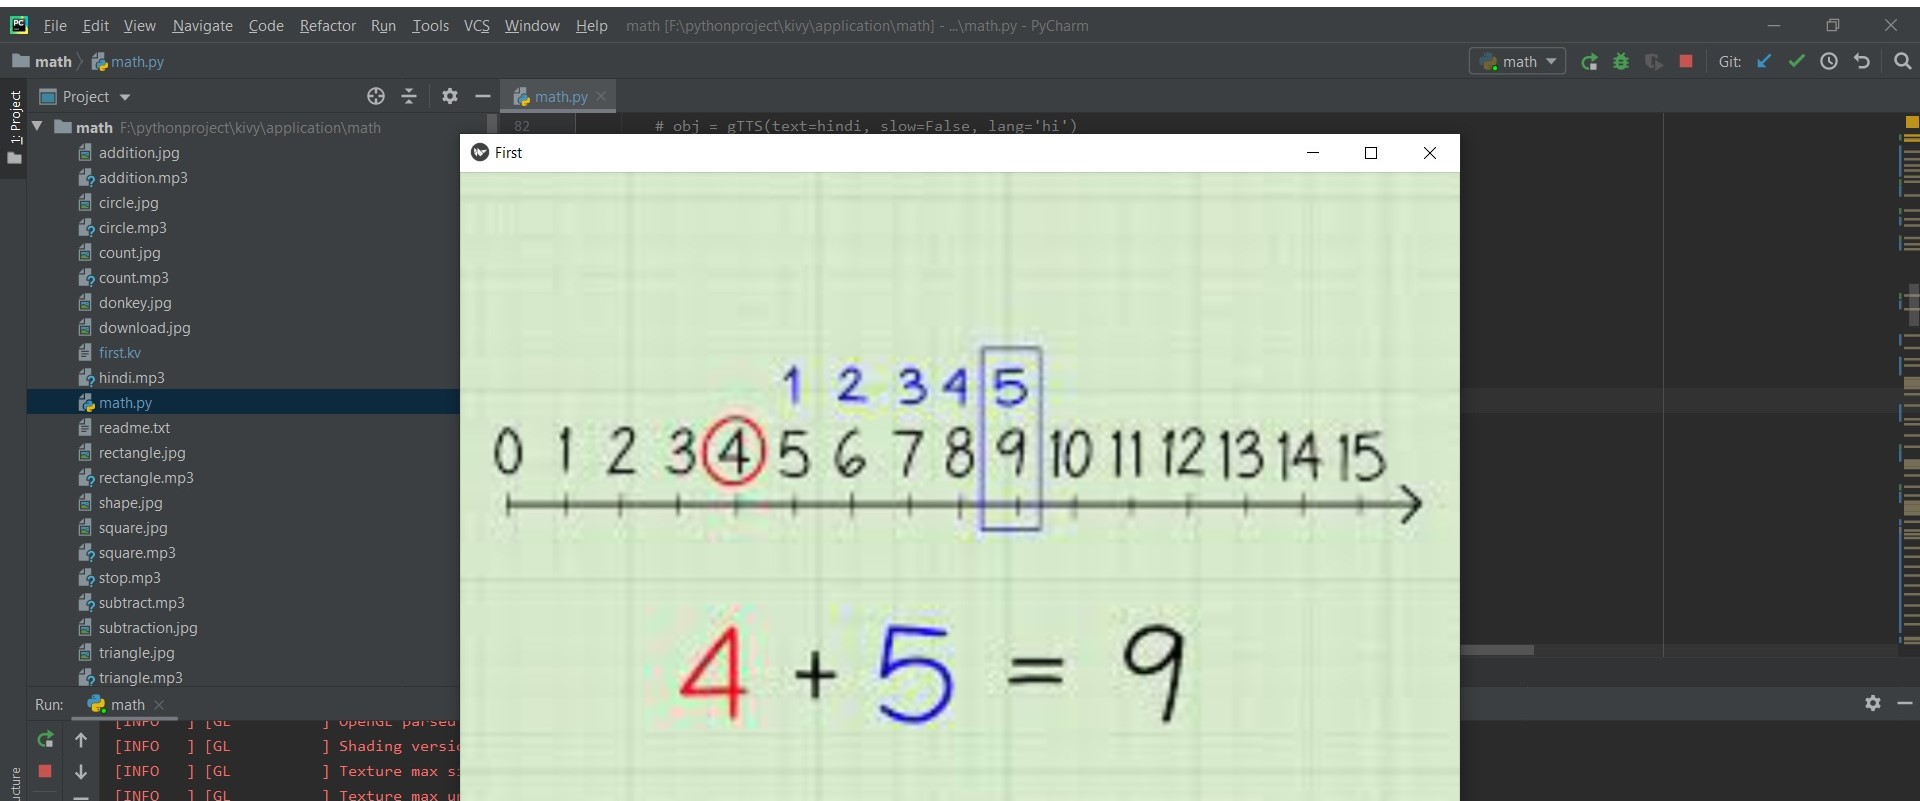 File Edit View Navigate Code Refactor Run Tools VCS Window Help math [F:\pythonproject\kivy\application\math] - ...\math.py - PyCharm
math math.py math Git:
Project math.py
1: Project
math F:\pythonproject\kivy\application\math
82 # obj = gTTS(text=hindi, slow=False, lang='hi')
addition.jpg
addition.mp3
circle.jpg
circle.mp3
count.jpg
count.mp3
donkey.jpg
download.jpg
first.kv
hindi.mp3
math.py
readme.txt
rectangle.jpg
rectangle.mp3
shape.jpg
square.jpg
square.mp3
stop.mp3
subtract.mp3
subtraction.jpg
triangle.jpg
triangle.mp3
First
1 2 3 4 5
0 1 2 3 4 5 6 7 8 9 10 11 12 13 14 15
4 + 5 = 9
Run: math
[INFO ] [GL ] OpenGL parsed
[INFO ] [GL ] Shading versi
[INFO ] [GL ] Texture max s
[INFO ] [GL ] Texture max u